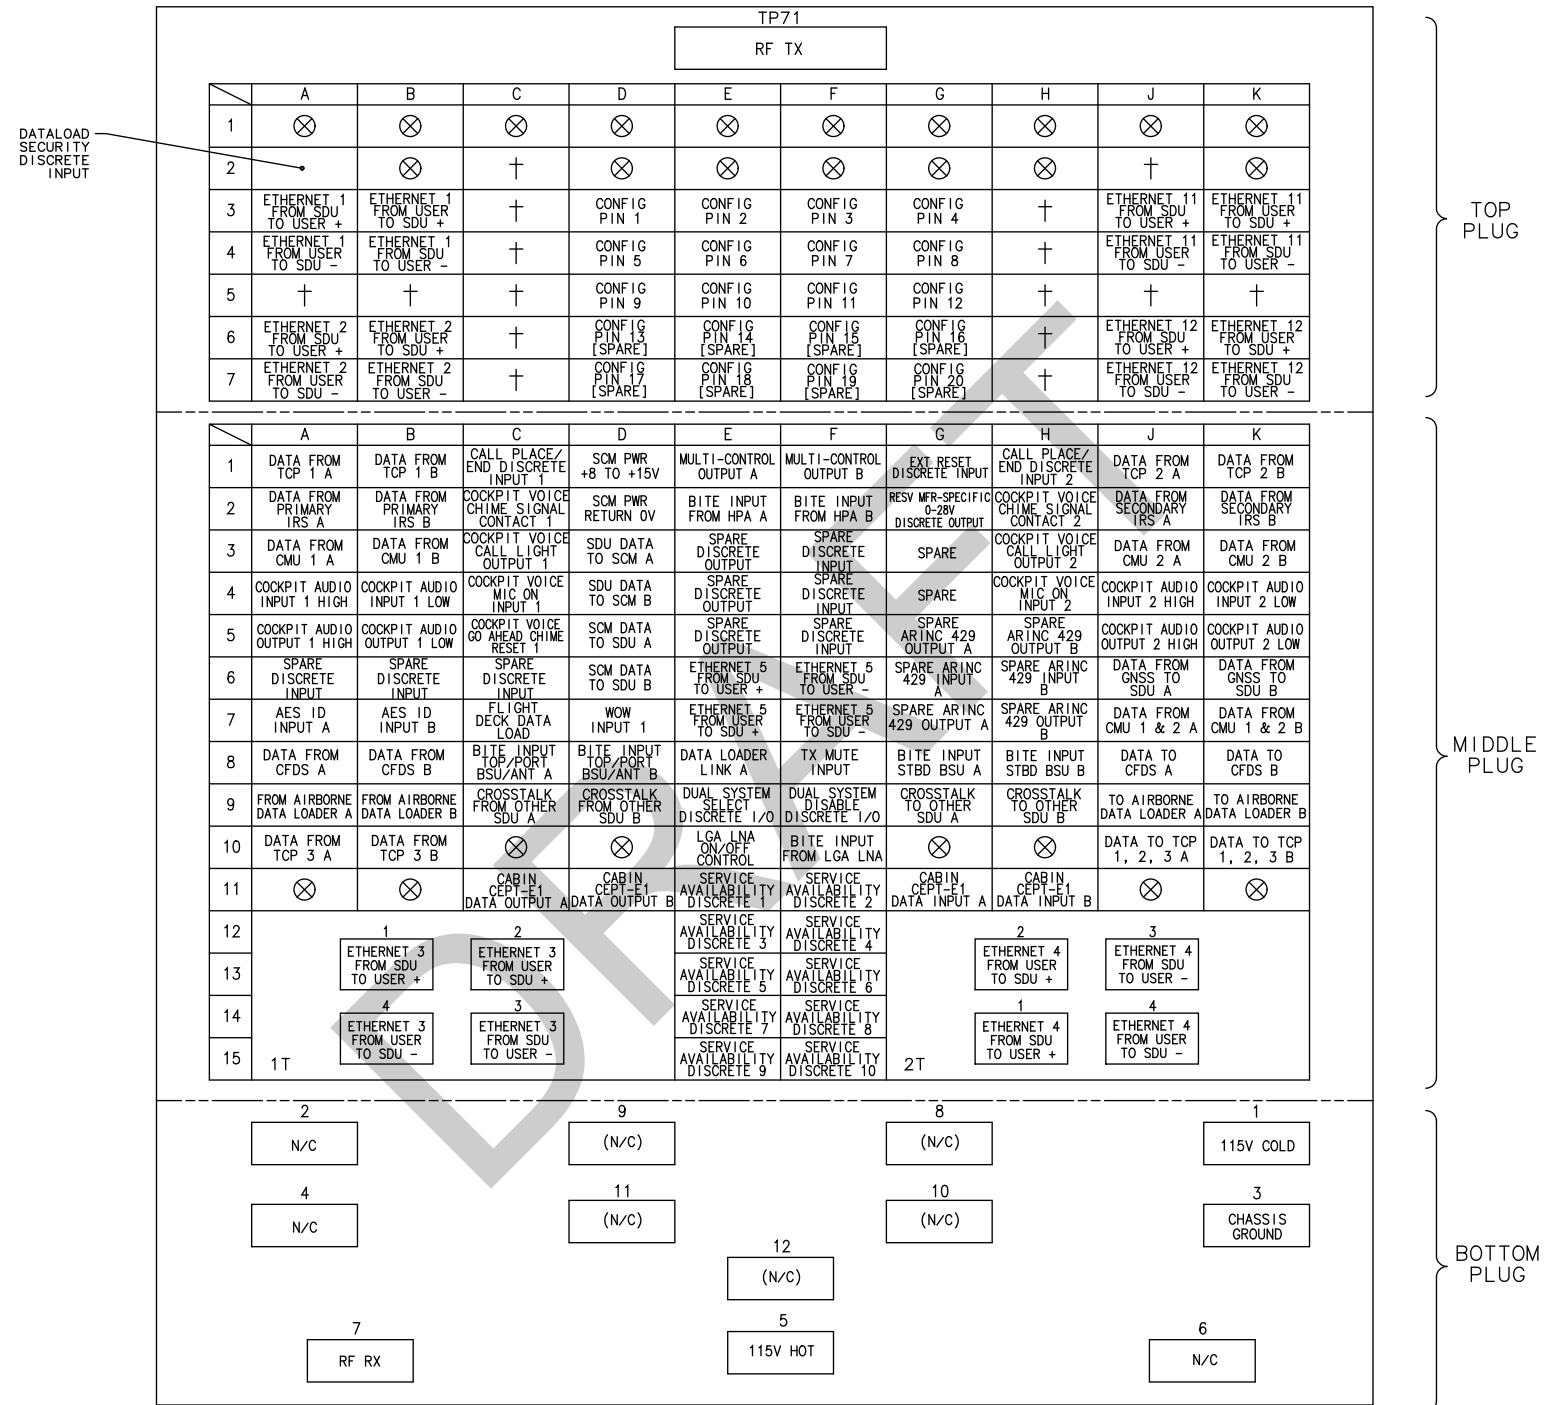 TP71
RF TX
A B C D E F G H J K
1 ⊗ ⊗ ⊗ ⊗ ⊗ ⊗ ⊗ ⊗ ⊗ ⊗
DATALOAD
SECURITY
DISCRETE
INPUT
2 ⊗ † ⊗ ⊗ ⊗ ⊗ ⊗ † ⊗
3 ETHERNET 1 ETHERNET 1 † CONFIG CONFIG CONFIG CONFIG † ETHERNET 11 ETHERNET 11
FROM SDU FROM USER PIN 1 PIN 2 PIN 3 PIN 4 FROM SDU FROM USER
TO USER + TO SDU + TO USER + TO SDU +
4 ETHERNET 1 ETHERNET 1 † CONFIG CONFIG CONFIG CONFIG † ETHERNET 11 ETHERNET 11
FROM USER FROM SDU PIN 5 PIN 6 PIN 7 PIN 8 FROM USER FROM SDU
TO SDU - TO USER - TO SDU - TO USER -
5 † † † CONFIG CONFIG CONFIG CONFIG † † †
PIN 9 PIN 10 PIN 11 PIN 12
6 ETHERNET 2 ETHERNET 2 † CONFIG CONFIG CONFIG CONFIG † ETHERNET 12 ETHERNET 12
FROM SDU FROM USER PIN 13 PIN 14 PIN 15 PIN 16 FROM SDU FROM USER
TO USER + TO SDU + [SPARE] [SPARE] [SPARE] [SPARE] TO USER + TO SDU +
7 ETHERNET 2 ETHERNET 2 † CONFIG CONFIG CONFIG CONFIG † ETHERNET 12 ETHERNET 12
FROM USER FROM SDU PIN 17 PIN 18 PIN 19 PIN 20 FROM USER FROM SDU
TO SDU - TO USER - [SPARE] [SPARE] [SPARE] [SPARE] TO SDU - TO USER -
TOP
PLUG
A B C D E F G H J K
1 DATA FROM DATA FROM CALL PLACE/ SCM PWR MULTI-CONTROL MULTI-CONTROL EXT RESET CALL PLACE/ DATA FROM DATA FROM
TCP 1 A TCP 1 B END DISCRETE +8 TO +15V OUTPUT A OUTPUT B DISCRETE INPUT END DISCRETE TCP 2 A TCP 2 B
INPUT 1 INPUT 2
2 DATA FROM DATA FROM COCKPIT VOICE SCM PWR BITE INPUT BITE INPUT RESV MFR-SPECIFIC COCKPIT VOICE DATA FROM DATA FROM
PRIMARY PRIMARY CHIME SIGNAL RETURN 0V FROM HPA A FROM HPA B 0-28V CHIME SIGNAL SECONDARY SECONDARY
IRS A IRS B CONTACT 1 DISCRETE OUTPUT CONTACT 2 IRS A IRS B
3 DATA FROM DATA FROM COCKPIT VOICE SDU DATA SPARE SPARE SPARE COCKPIT VOICE DATA FROM DATA FROM
CMU 1 A CMU 1 B CALL LIGHT TO SCM A DISCRETE DISCRETE CALL LIGHT CMU 2 A CMU 2 B
OUTPUT 1 OUTPUT INPUT OUTPUT 2
4 COCKPIT AUDIO COCKPIT AUDIO COCKPIT VOICE SDU DATA SPARE SPARE SPARE COCKPIT VOICE COCKPIT AUDIO COCKPIT AUDIO
INPUT 1 HIGH INPUT 1 LOW MIC ON TO SCM B DISCRETE DISCRETE MIC ON INPUT 2 HIGH INPUT 2 LOW
INPUT 1 OUTPUT INPUT INPUT 2
5 COCKPIT AUDIO COCKPIT AUDIO COCKPIT VOICE SCM DATA SPARE SPARE SPARE SPARE COCKPIT AUDIO COCKPIT AUDIO
OUTPUT 1 HIGH OUTPUT 1 LOW GO AHEAD CHIME TO SDU A DISCRETE DISCRETE ARINC 429 ARINC 429 OUTPUT 2 HIGH OUTPUT 2 LOW
RESET 1 OUTPUT INPUT OUTPUT A OUTPUT B
6 SPARE SPARE SPARE SCM DATA ETHERNET 5 ETHERNET 5 SPARE ARINC SPARE ARINC DATA FROM DATA FROM
DISCRETE DISCRETE DISCRETE TO SDU B FROM SDU FROM SDU 429 INPUT 429 INPUT GNSS TO GNSS TO
INPUT INPUT INPUT TO USER + TO USER - A B SDU A SDU B
7 AES ID AES ID FLIGHT WOW ETHERNET 5 ETHERNET 5 SPARE ARINC SPARE ARINC DATA FROM DATA FROM
INPUT A INPUT B DECK DATA INPUT 1 FROM USER FROM USER 429 OUTPUT A 429 OUTPUT CMU 1 & 2 A CMU 1 & 2 B
LOAD TO SDU + TO SDU - B
8 DATA FROM DATA FROM BITE INPUT BITE INPUT DATA LOADER TX MUTE BITE INPUT BITE INPUT DATA TO DATA TO
CFDS A CFDS B TOP/PORT TOP/PORT LINK A INPUT STBD BSU A STBD BSU B CFDS A CFDS B
BSU/ANT A BSU/ANT B
9 FROM AIRBORNE FROM AIRBORNE CROSSTALK CROSSTALK DUAL SYSTEM DUAL SYSTEM CROSSTALK CROSSTALK TO AIRBORNE TO AIRBORNE
DATA LOADER A DATA LOADER B FROM OTHER FROM OTHER SELECT DISABLE TO OTHER TO OTHER DATA LOADER A DATA LOADER B
SDU A SDU B DISCRETE I/O DISCRETE I/O SDU A SDU B
10 DATA FROM DATA FROM ⊗ ⊗ LGA LNA BITE INPUT ⊗ ⊗ DATA TO TCP DATA TO TCP
TCP 3 A TCP 3 B ON/OFF FROM LGA LNA 1, 2, 3 A 1, 2, 3 B
CONTROL
11 ⊗ ⊗ CABIN CABIN SERVICE SERVICE CABIN CABIN ⊗ ⊗
CEPT-E1 CEPT-E1 AVAILABILITY AVAILABILITY CEPT-E1 CEPT-E1
DATA OUTPUT A DATA OUTPUT B DISCRETE 1 DISCRETE 2 DATA INPUT A DATA INPUT B
12 SERVICE SERVICE
AVAILABILITY AVAILABILITY
DISCRETE 3 DISCRETE 4
1 2 2 3
13 ETHERNET 3 ETHERNET 3 SERVICE SERVICE ETHERNET 4 ETHERNET 4
FROM SDU FROM USER AVAILABILITY AVAILABILITY FROM USER FROM SDU
TO USER + TO SDU + DISCRETE 5 DISCRETE 6 TO SDU + TO USER -
4 3 1 4
14 SERVICE SERVICE
AVAILABILITY AVAILABILITY
DISCRETE 7 DISCRETE 8
ETHERNET 3 ETHERNET 3 ETHERNET 4 ETHERNET 4
FROM USER FROM SDU FROM SDU FROM USER
TO SDU - TO USER - TO USER + TO SDU -
15 1T SERVICE SERVICE 2T
AVAILABILITY AVAILABILITY
DISCRETE 9 DISCRETE 10
MIDDLE
PLUG
2 9 8 1
N/C (N/C) (N/C) 115V COLD
4 11 10 3
N/C (N/C) (N/C) CHASSIS
GROUND
12
(N/C)
BOTTOM
PLUG
7 5 6
RF RX 115V HOT N/C
DRAFT